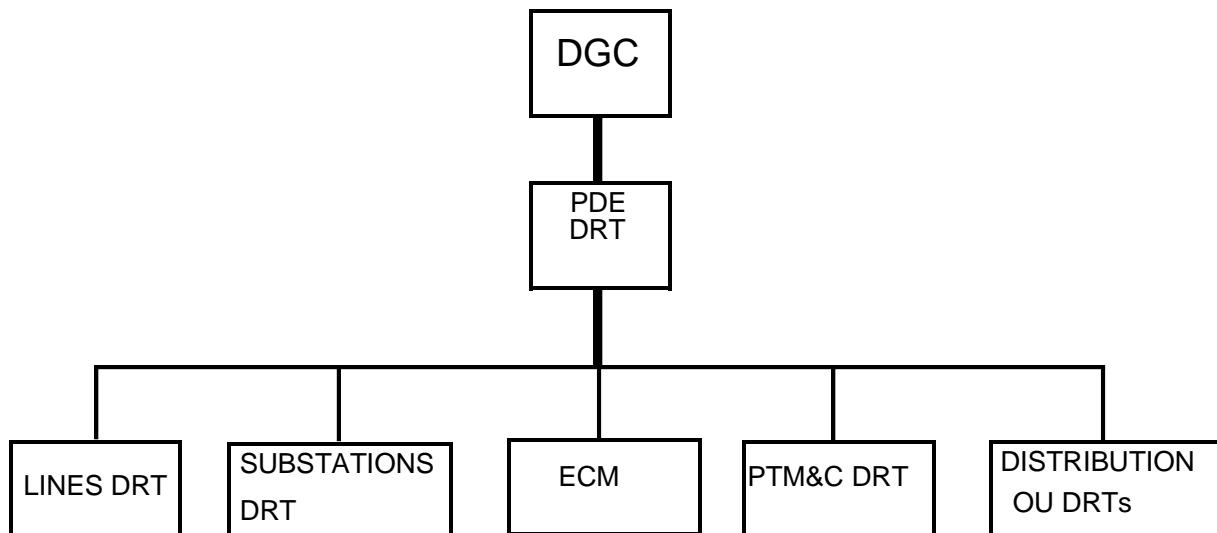 DGC
PDE
DRT
LINES DRT
SUBSTATIONS
DRT
ECM
PTM&C DRT
DISTRIBUTION
OU DRTs